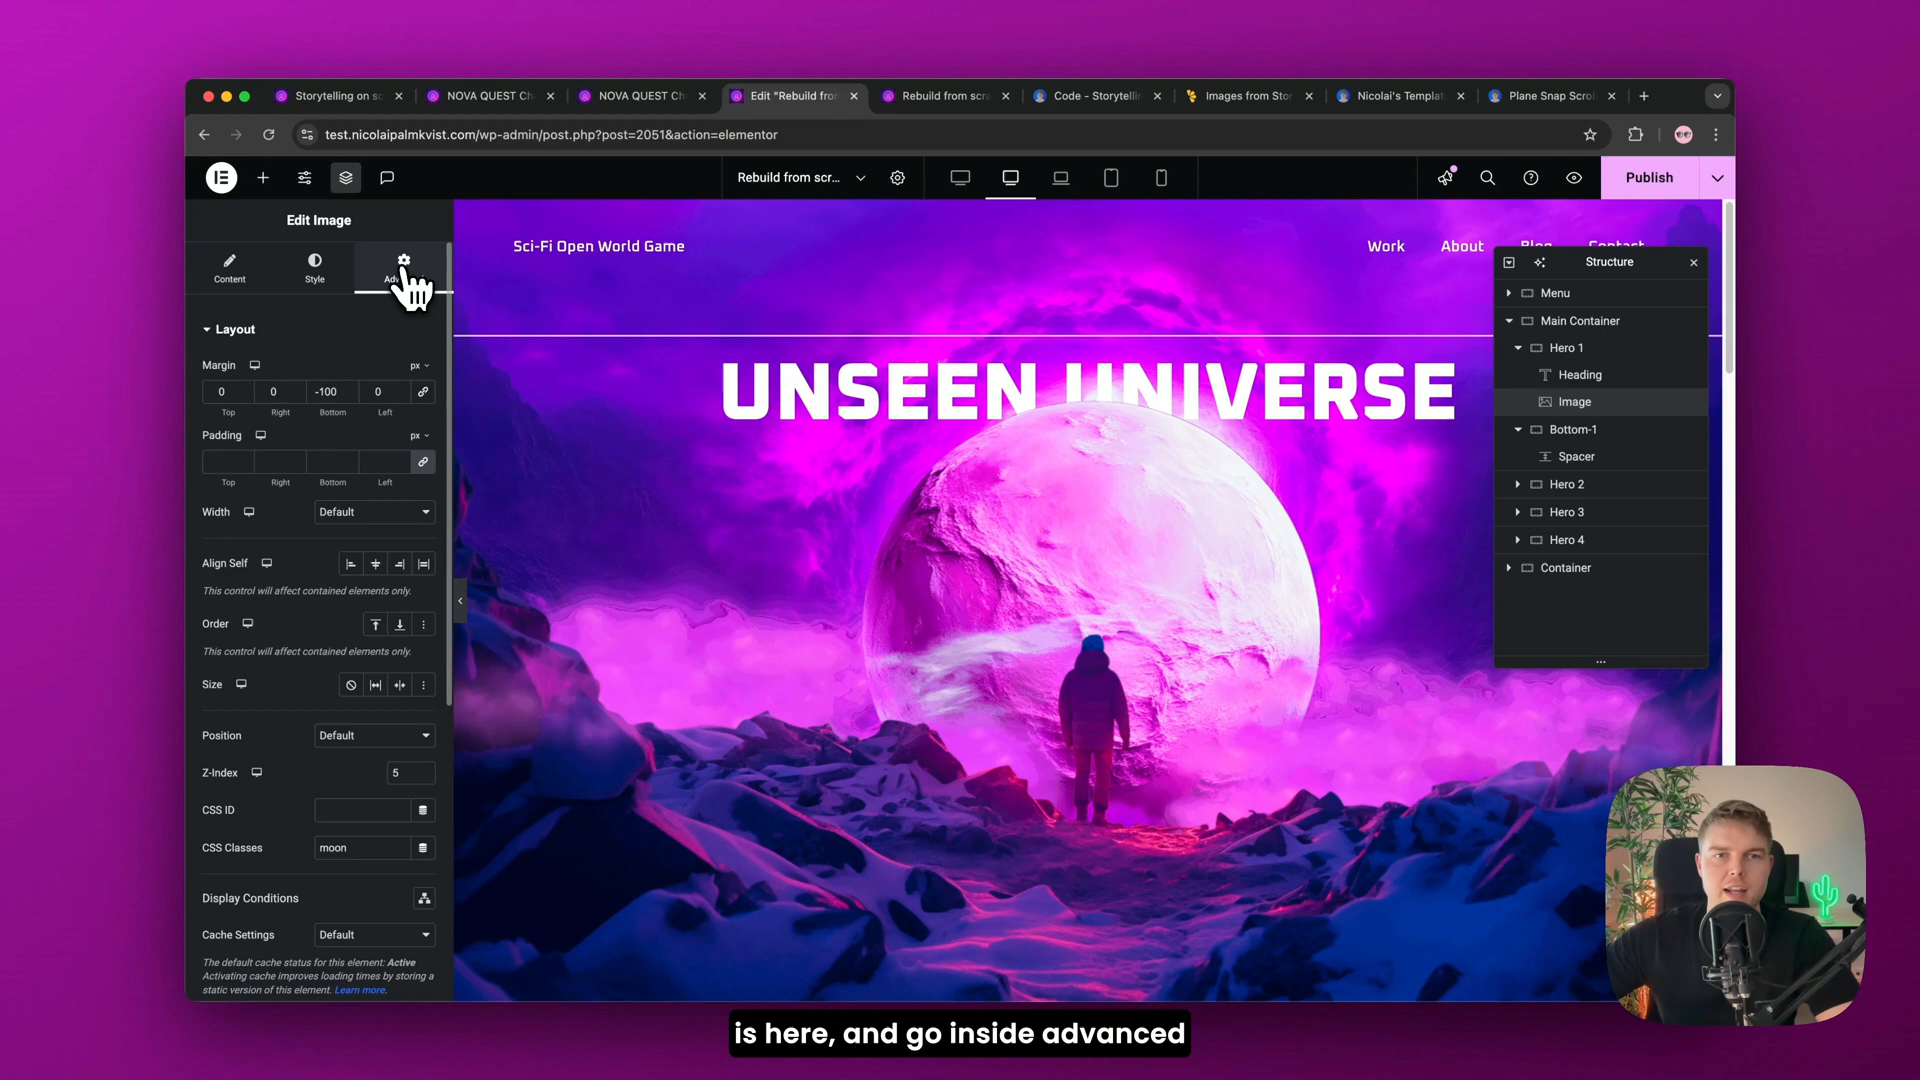 Storytelling on sc
NOVA QUEST Ch
NOVA QUEST Ch
Edit "Rebuild fron
Rebuild from scra
Code - Storytellin
Images from Stor
Nicolai's Templat
Plane Snap Scroll
test.nicolaipalmkvist.com/wp-admin/post.php?post=2051&action=elementor
Rebuild from scr...
Publish
Edit Image
Content
Style
Layout
Margin
px
0
0
-100
0
Top
Right
Bottom
Left
Padding
px
Top
Right
Bottom
Left
Width
Default
Align Self
This control will affect contained elements only.
Order
This control will affect contained elements only.
Size
Position
Default
Z-Index
5
CSS ID
CSS Classes
moon
Display Conditions
Cache Settings
Default
The default cache status for this element: Active
Activating cache improves loading times by storing a
static version of this element. Learn more.
Sci-Fi Open World Game
Work
About
Blog
Contact
UNSEEN UNIVERSE
Structure
Menu
Main Container
Hero 1
Heading
Image
Bottom-1
Spacer
Hero 2
Hero 3
Hero 4
Container
is here, and go inside advanced